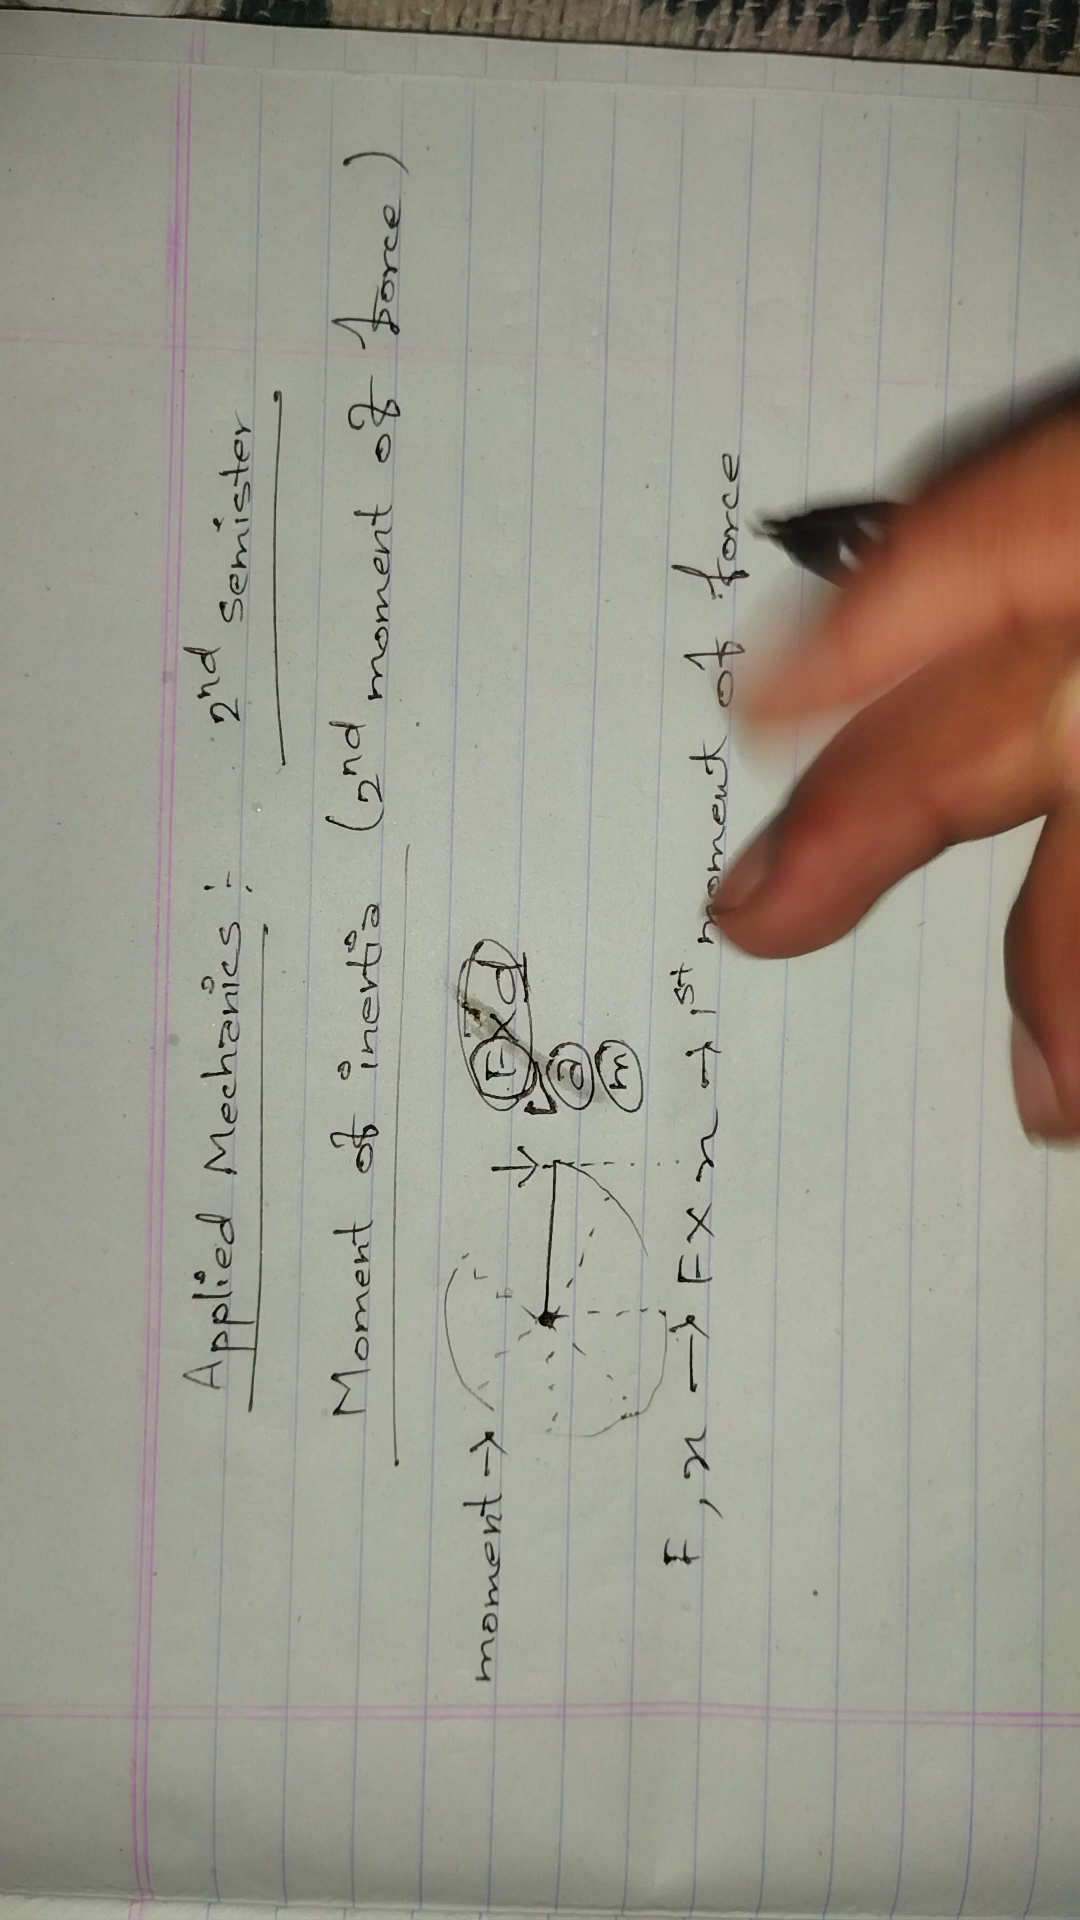 Applied Mechanics :- 2nd semister
Moment of inertia (2nd moment of force)
moment → F x d
a
m
F, x → F x x → 1st moment of force